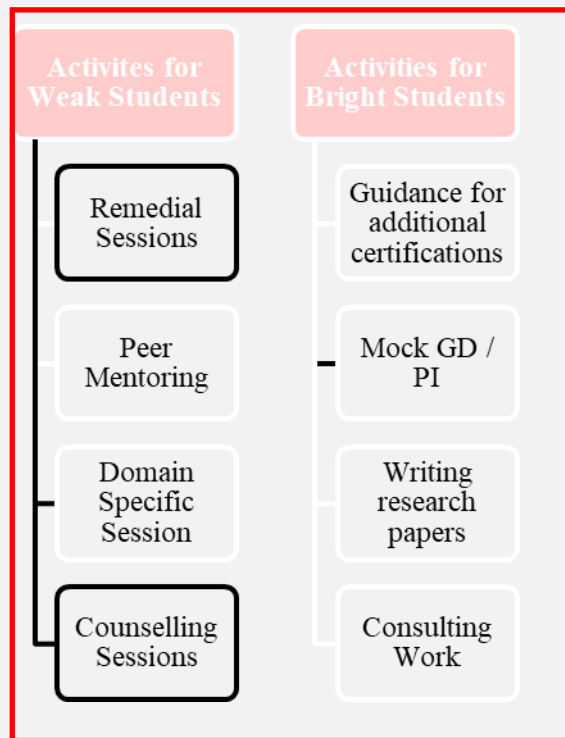 Activites for
Weak Students
Remedial
Sessions
Peer
Mentoring
Domain
Specific
Session
Counselling
Sessions
Activities for
Bright Students
Guidance for
additional
certifications
Mock GD /
PI
Writing
research
papers
Consulting
Work